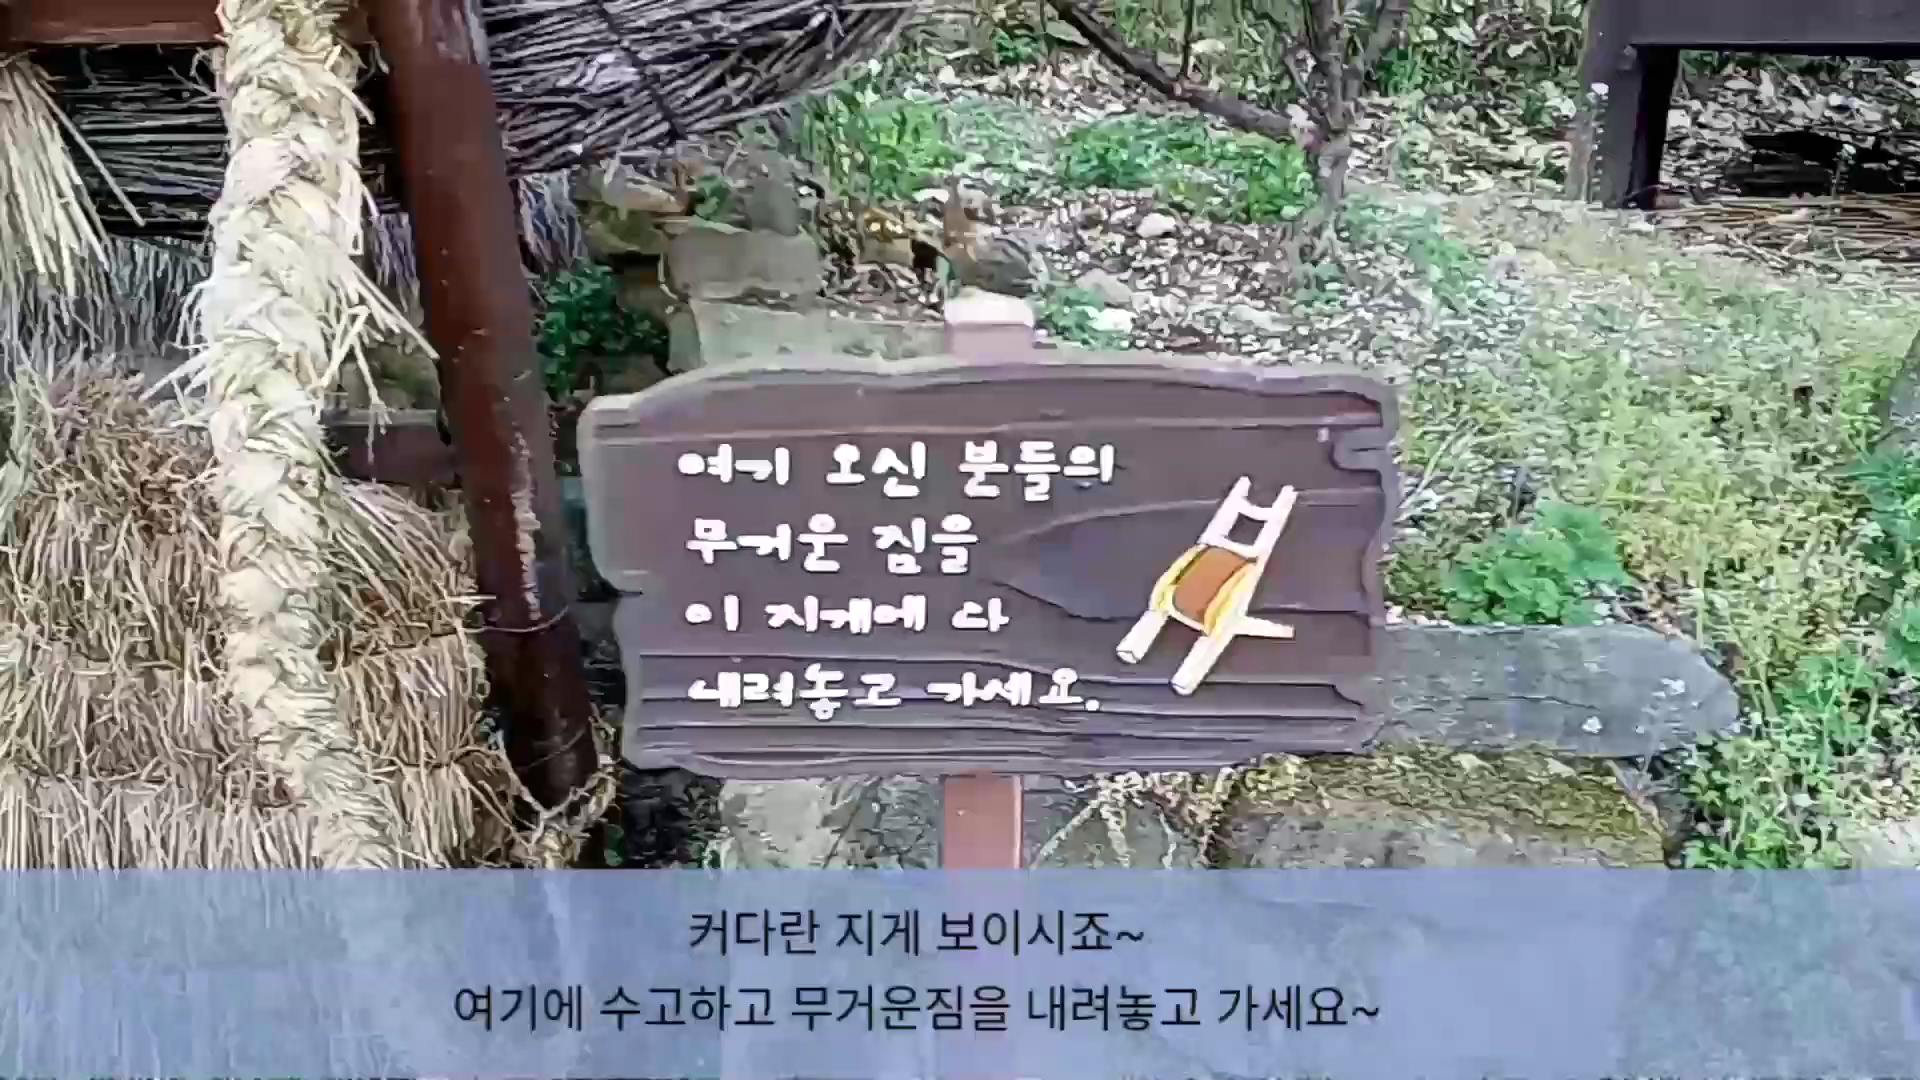 여기 오신 분들의
무거운 짐을
이 지게에 다
내려놓고 가세요.
커다란 지게 보이시죠~
여기에 수고하고 무거운짐을 내려놓고 가세요~